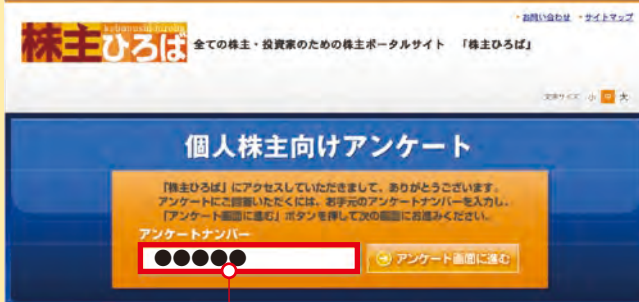 ・お問い合わせ ・サイトマップ
kabunushihiroba
株主ひろば 全ての株主・投資家のための株主ポータルサイト 「株主ひろば」
文字サイズ 小 中 大
個人株主向けアンケート
「株主ひろば」にアクセスしていただきまして、ありがとうございます。
アンケートにご回答いただくには、お手元のアンケートナンバーを入力し、
「アンケート画面に進む」ボタンを押して次の画面にお進みください。
アンケートナンバー
●●●●● アンケート画面に進む